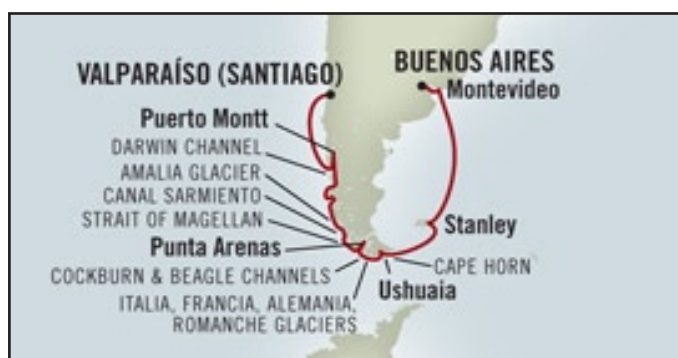 VALPARAÍSO (SANTIAGO)
BUENOS AIRES
Montevideo
Puerto Montt
DARWIN CHANNEL
AMALIA GLACIER
CANAL SARMIENTO
STRAIT OF MAGELLAN
Stanley
Punta Arenas
CAPE HORN
COCKBURN & BEAGLE CHANNELS
Ushuaia
ITALIA, FRANCIA, ALEMANIA,
ROMANCHE GLACIERS